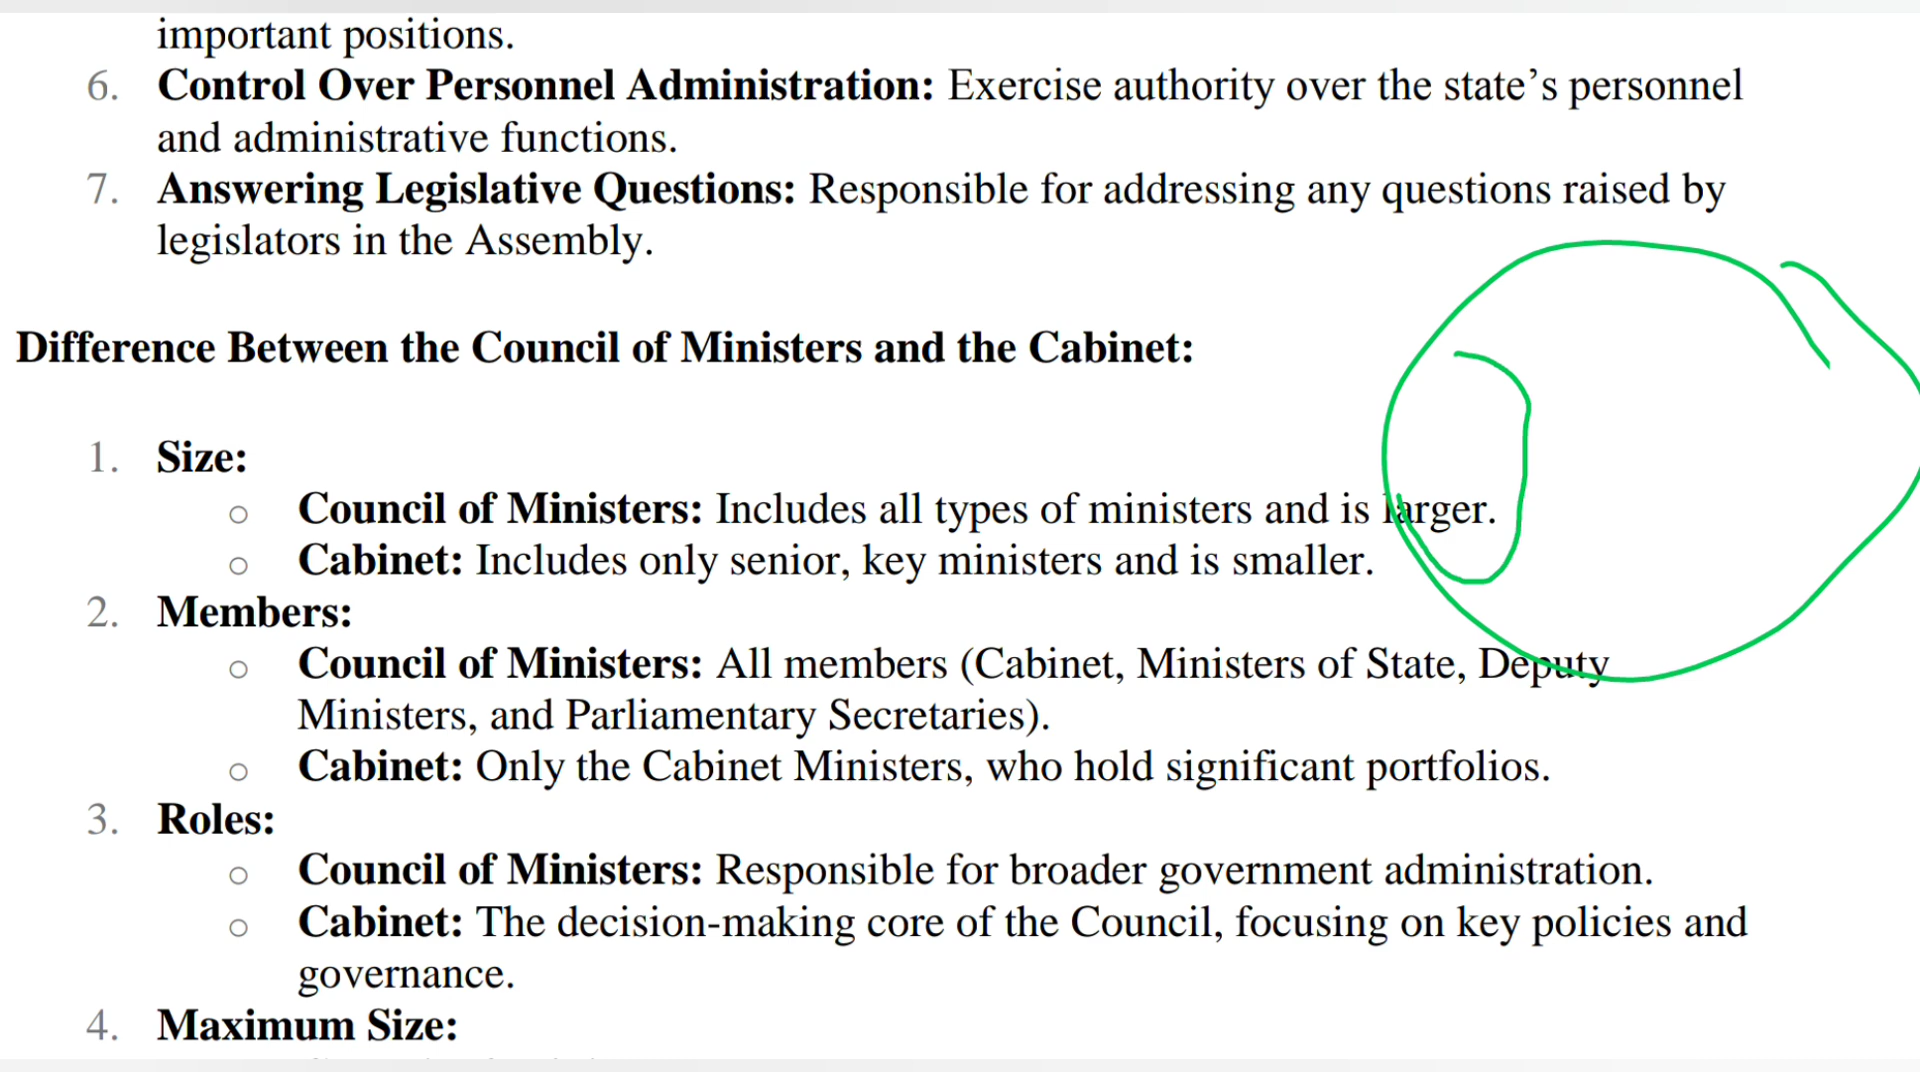 important positions.
6. Control Over Personnel Administration: Exercise authority over the state’s personnel
and administrative functions.
7. Answering Legislative Questions: Responsible for addressing any questions raised by
legislators in the Assembly.
Difference Between the Council of Ministers and the Cabinet:
1. Size:
○ Council of Ministers: Includes all types of ministers and is larger.
○ Cabinet: Includes only senior, key ministers and is smaller.
2. Members:
○ Council of Ministers: All members (Cabinet, Ministers of State, Deputy
Ministers, and Parliamentary Secretaries).
○ Cabinet: Only the Cabinet Ministers, who hold significant portfolios.
3. Roles:
○ Council of Ministers: Responsible for broader government administration.
○ Cabinet: The decision-making core of the Council, focusing on key policies and
governance.
4. Maximum Size: